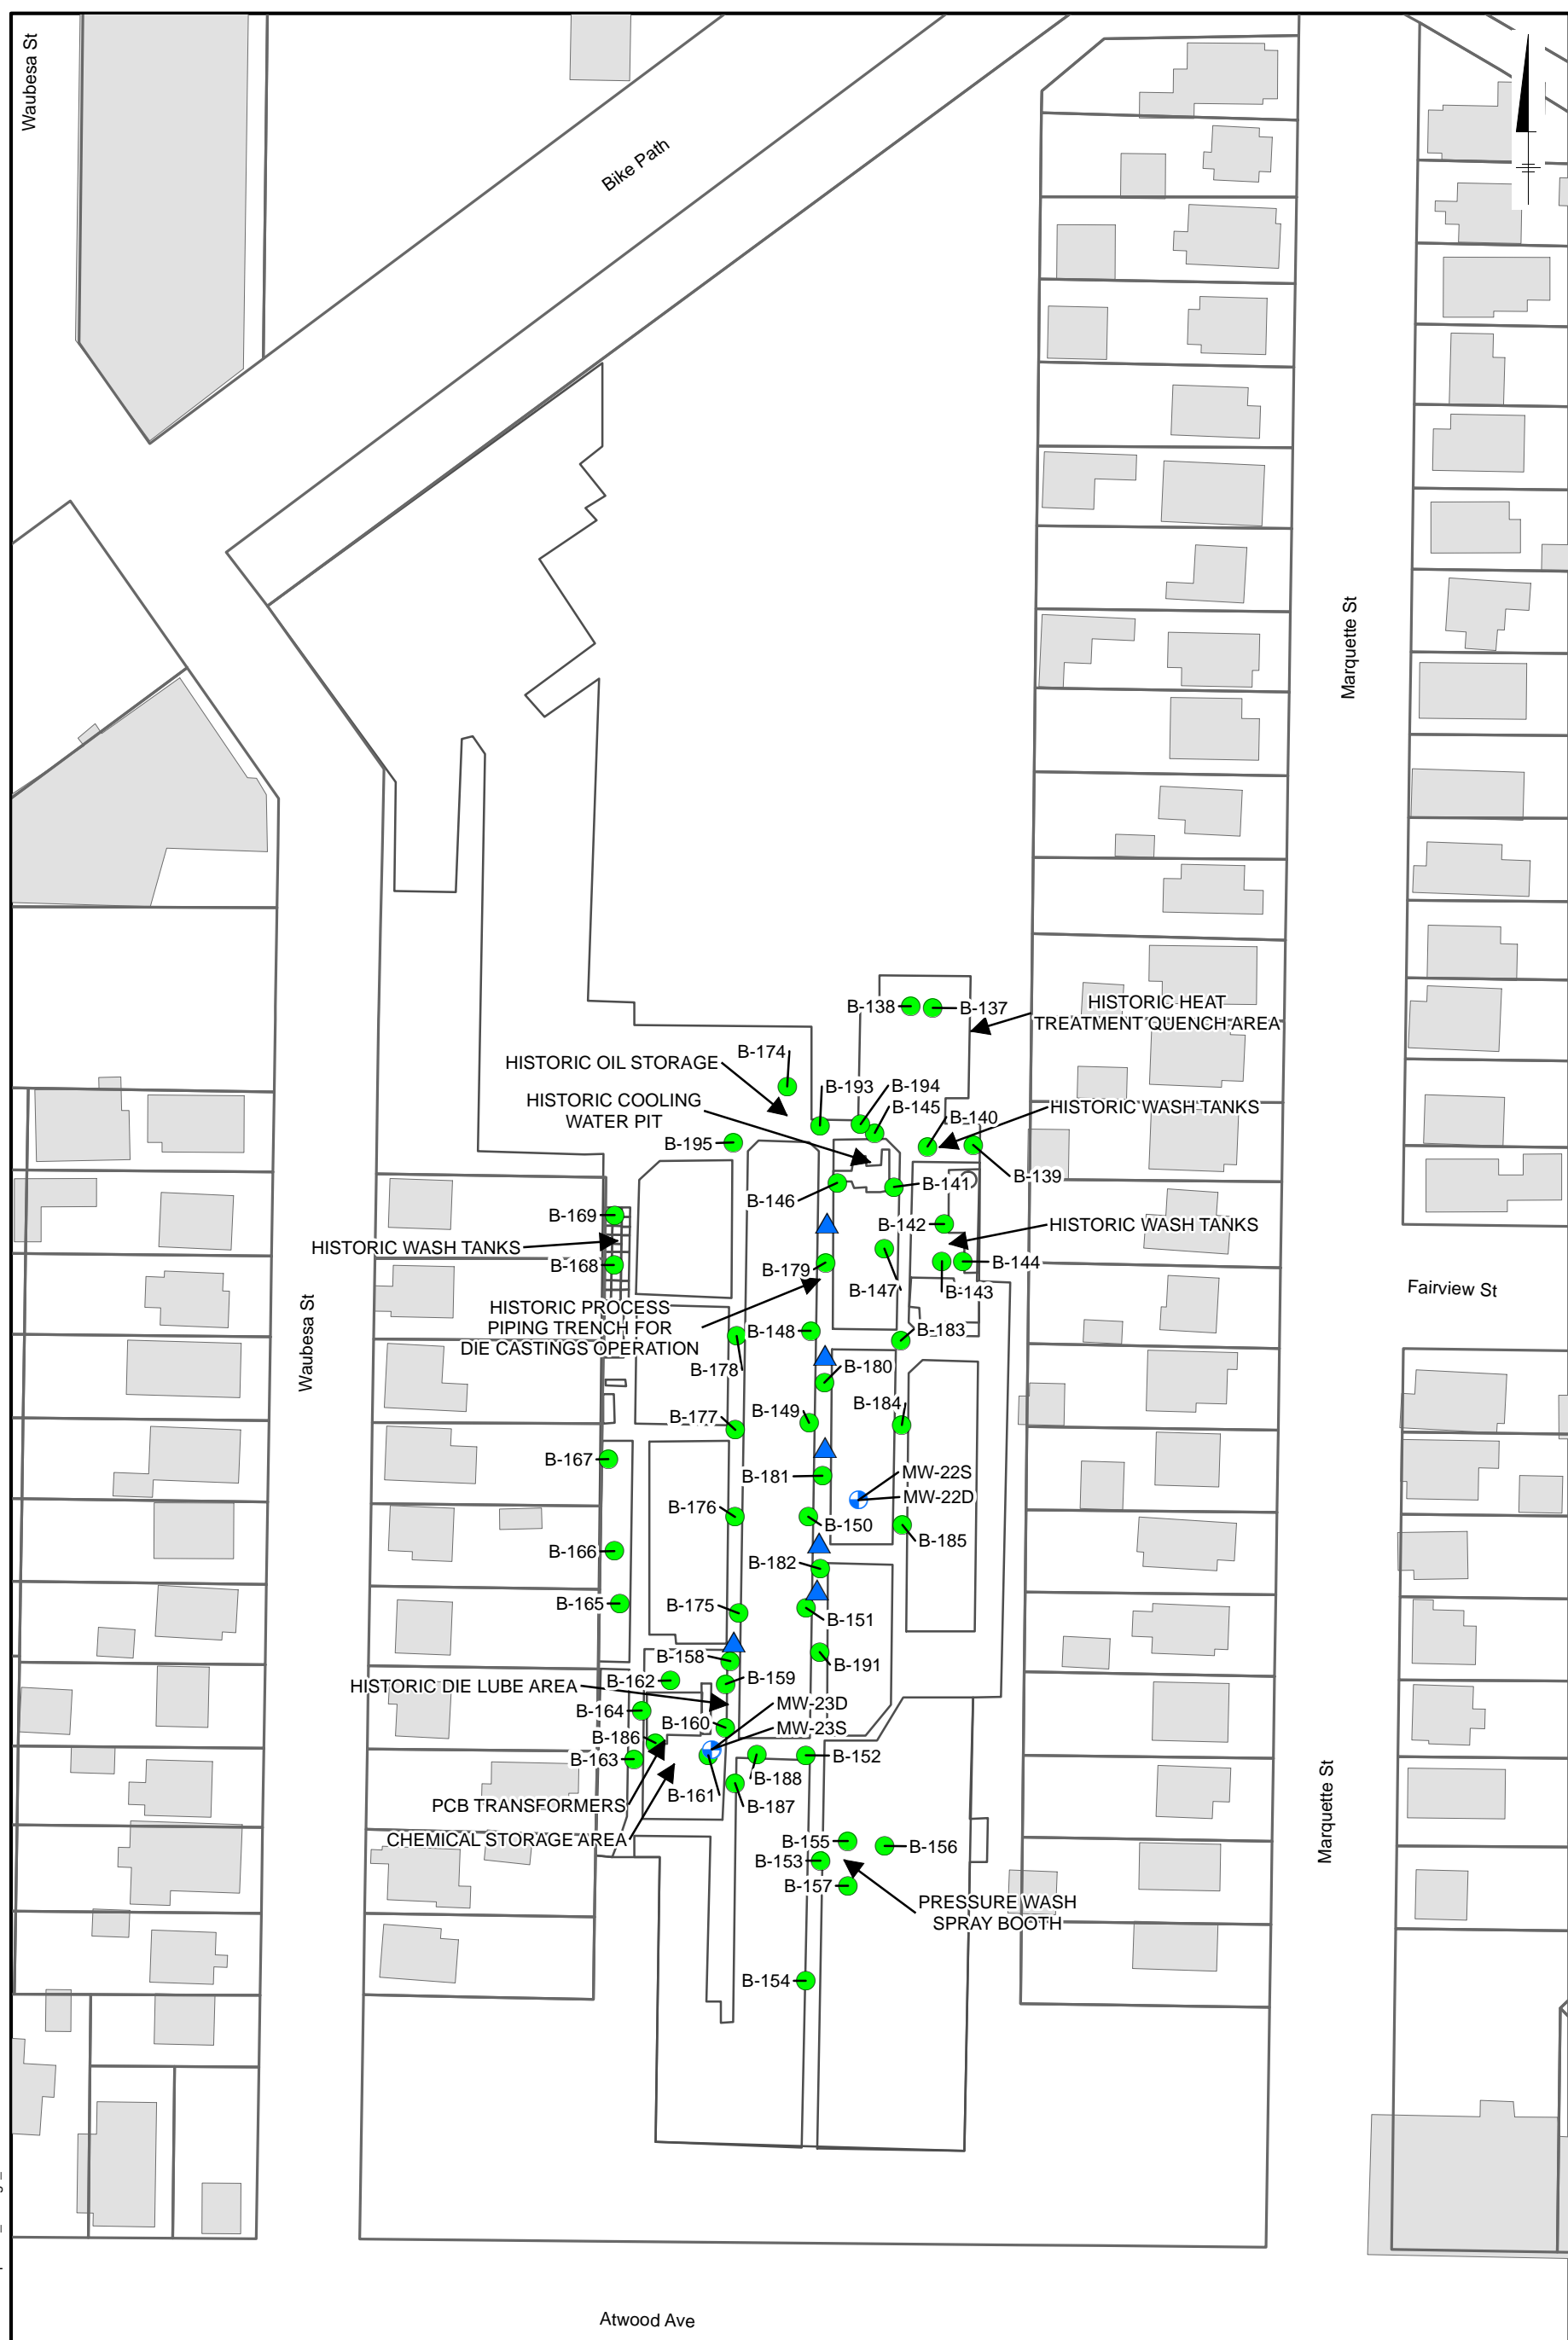 Waubesa St
Bike Path
Marquette St
B-138
B-137
HISTORIC HEAT
TREATMENT QUENCH AREA
B-174
HISTORIC OIL STORAGE
B-193
B-194
HISTORIC COOLING
WATER PIT
B-145
B-140
HISTORIC WASH TANKS
B-195
B-139
B-141
B-146
B-169
B-142
HISTORIC WASH TANKS
HISTORIC WASH TANKS
B-168
B-179
B-144
B-147
B-143
Fairview St
HISTORIC PROCESS
PIPING TRENCH FOR
DIE CASTINGS OPERATION
B-148
B-183
Waubesa St
B-178
B-180
B-184
B-177
B-149
B-167
B-181
MW-22S
MW-22D
B-176
B-150
B-185
B-166
B-182
B-165
B-175
B-151
B-158
B-191
B-162
B-159
HISTORIC DIE LUBE AREA
MW-23D
B-164
B-160
MW-23S
B-186
B-163
B-152
B-188
B-161
B-187
PCB TRANSFORMERS
Marquette St
CHEMICAL STORAGE AREA
B-155
B-156
B-153
B-157
PRESSURE WASH
SPRAY BOOTH
B-154
Atwood Ave